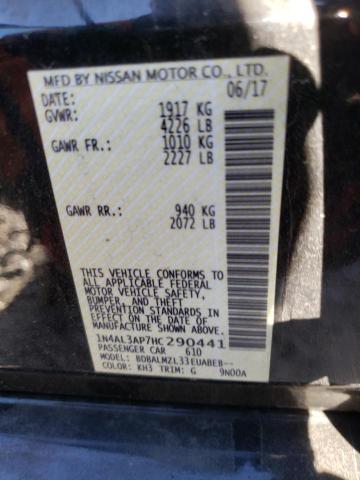 MFD BY NISSAN MOTOR CO., LTD.
DATE: 06/17
GVWR: 1917 KG
4226 LB
GAWR FR.: 1010 KG
2227 LB
GAWR RR.: 940 KG
2072 LB
THIS VEHICLE CONFORMS TO
ALL APPLICABLE FEDERAL
MOTOR VEHICLE SAFETY,
BUMPER, AND THEFT
PREVENTION STANDARDS
IN EFFECT ON THE DATE OF
MANUFACTURE SHOWN ABOVE.
1N4AL3AP7HC290441
PASSENGER CAR 610
MODEL: BDBALMZL33EUABEB--
COLOR: KH3 TRIM: G 9N00A